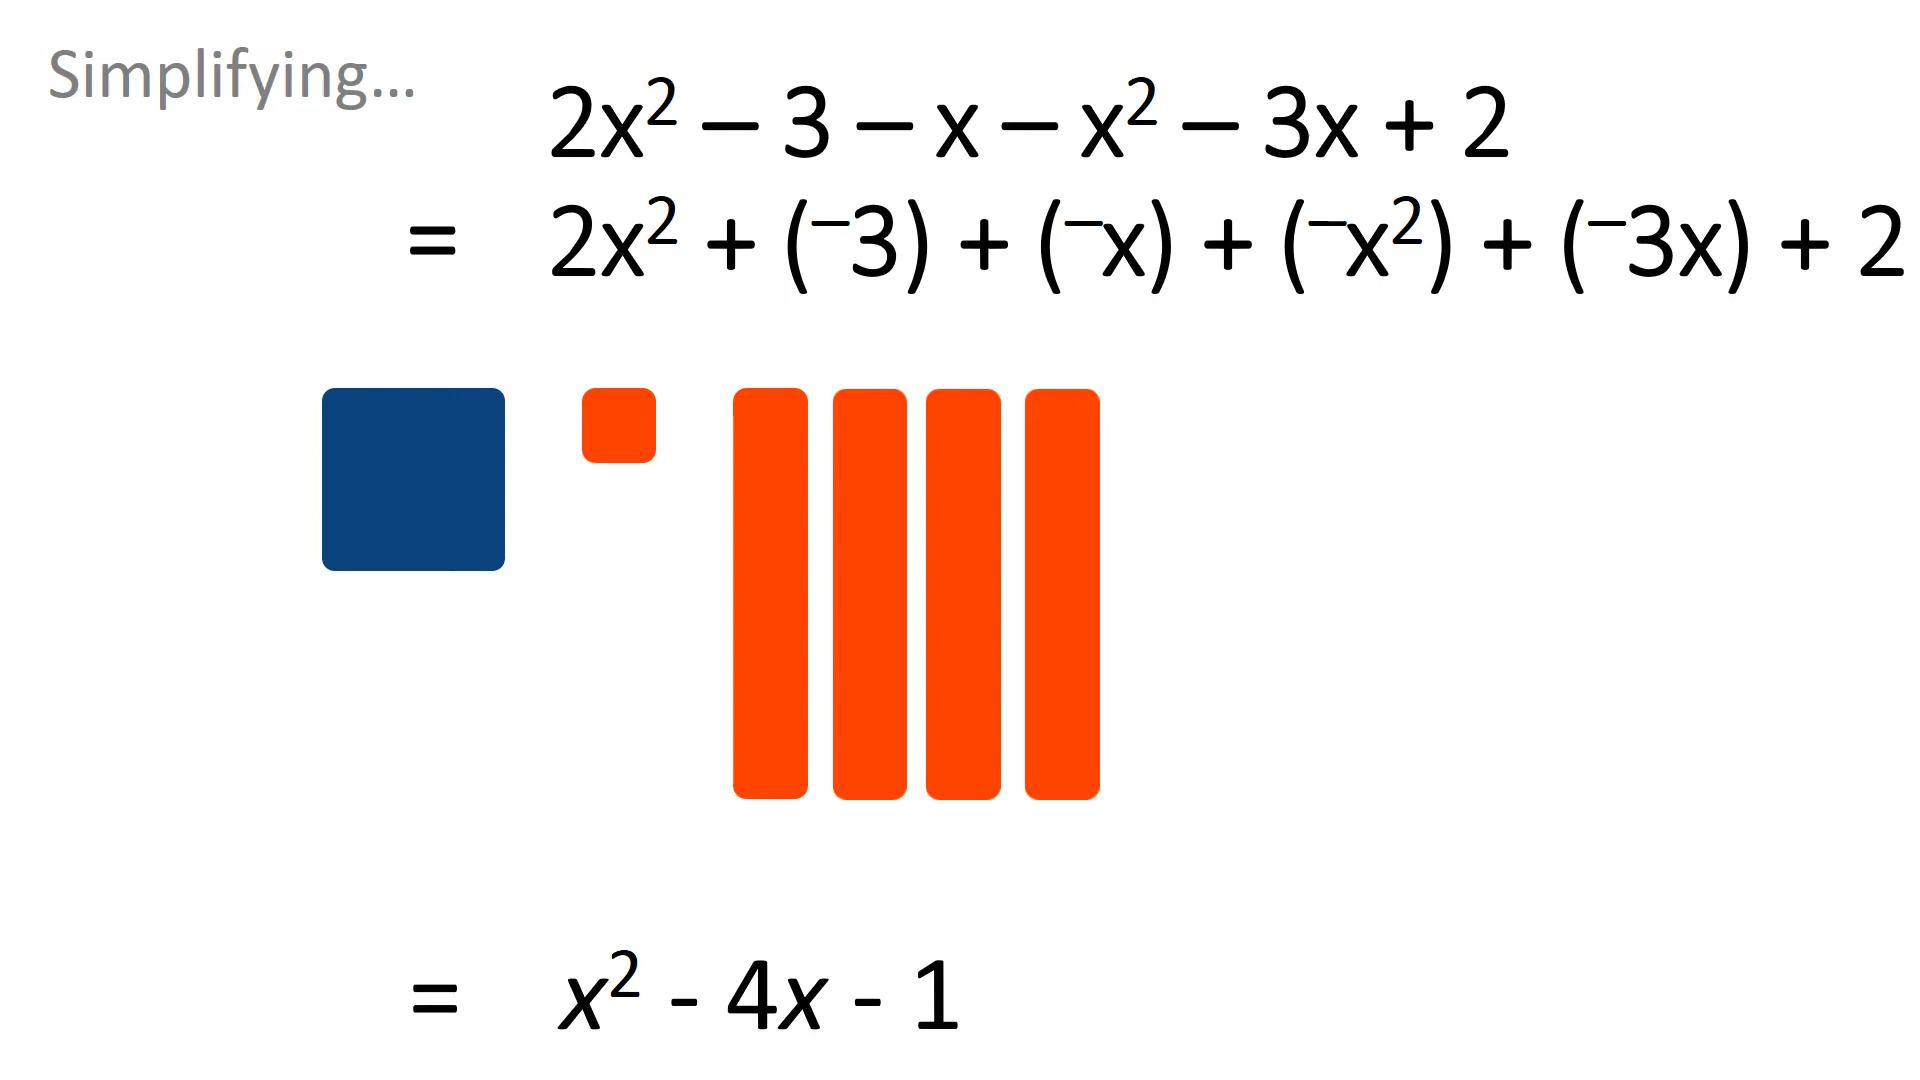 Simplifying...
2x² – 3 – x – x² – 3x + 2
= 2x² + (⁻3) + (⁻x) + (⁻x²) + (⁻3x) + 2
= x² - 4x - 1